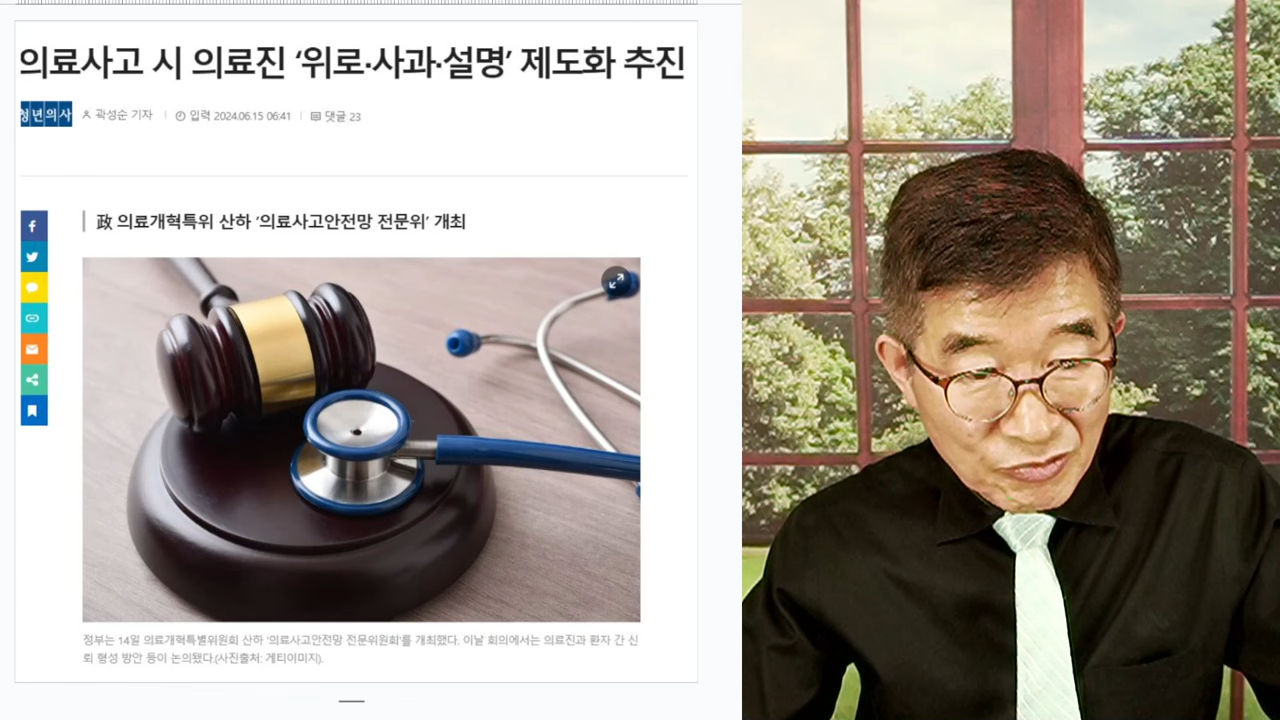 의료사고 시 의료진 ‘위로·사과·설명’ 제도화 추진
청년의사 곽성순 기자 입력 2024.06.15 06:41 댓글 23
政 의료개혁특위 산하 ‘의료사고안전망 전문위’ 개최
정부는 14일 의료개혁특별위원회 산하 '의료사고안전망 전문위원회'를 개최했다. 이날 회의에서는 의료진과 환자 간 신
뢰 형성 방안 등이 논의됐다.(사진출처: 게티이미지).